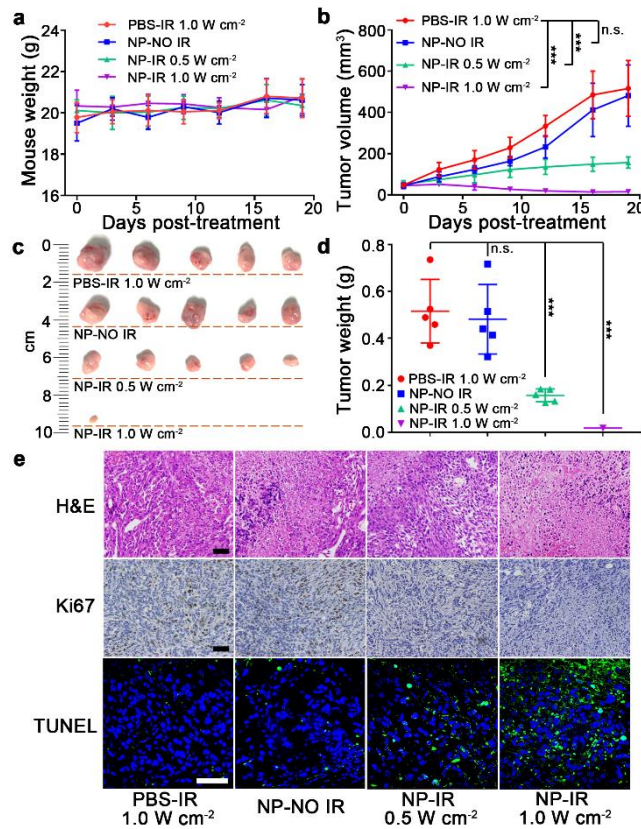 a
Mouse weight (g)
24
22
20
18
16
0 5 10 15 20
Days post-treatment
PBS-IR 1.0 W cm⁻²
NP-NO IR
NP-IR 0.5 W cm⁻²
NP-IR 1.0 W cm⁻²
b
Tumor volume (mm³)
800
600
400
200
0
0 5 10 15 20
Days post-treatment
PBS-IR 1.0 W cm⁻²
NP-NO IR
NP-IR 0.5 W cm⁻²
NP-IR 1.0 W cm⁻²
n.s.
***
***
c
0
2
4
6
8
10
cm
PBS-IR 1.0 W cm⁻²
NP-NO IR
NP-IR 0.5 W cm⁻²
NP-IR 1.0 W cm⁻²
d
Tumor weight (g)
0.8
0.6
0.4
0.2
0.0
n.s.
***
***
PBS-IR 1.0 W cm⁻²
NP-NO IR
NP-IR 0.5 W cm⁻²
NP-IR 1.0 W cm⁻²
e
H&E
Ki67
TUNEL
PBS-IR
1.0 W cm⁻²
NP-NO IR
NP-IR
0.5 W cm⁻²
NP-IR
1.0 W cm⁻²